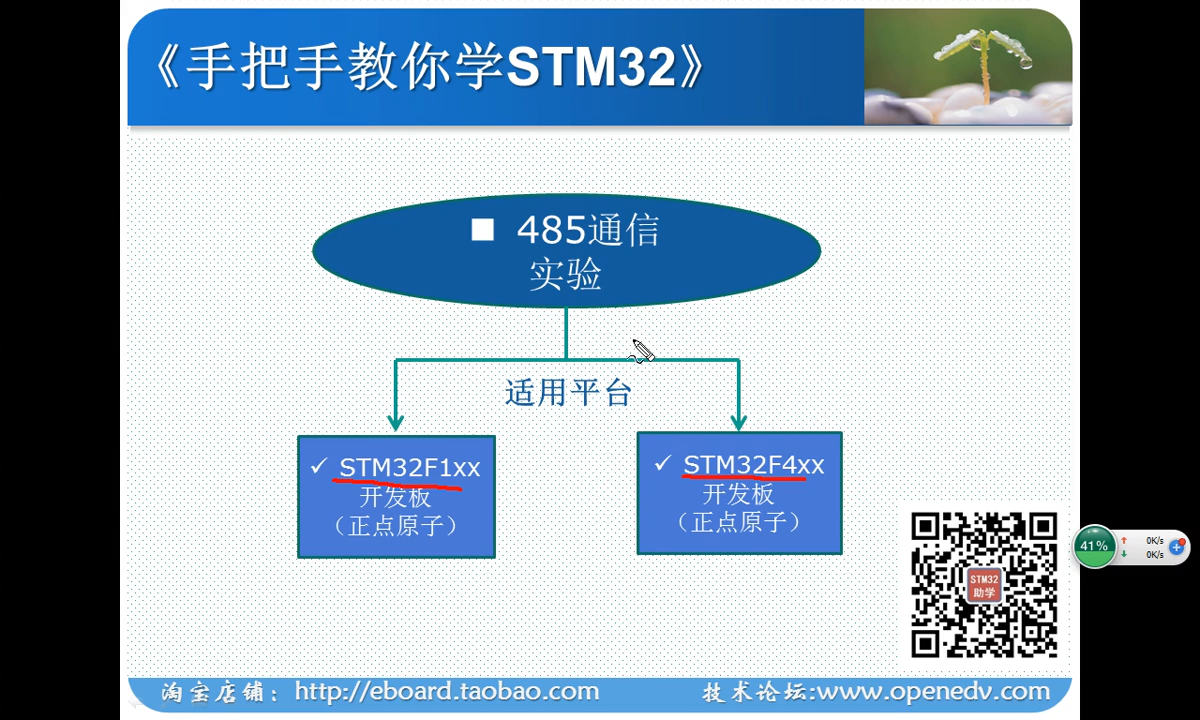 《手把手教你学STM32》
485通信
实验
适用平台
STM32F1xx
开发板
（正点原子）
STM32F4xx
开发板
（正点原子）
STM32
助学
41%
0K/s
0K/s
淘宝店铺：http://eboard.taobao.com
技术论坛:www.openedv.com